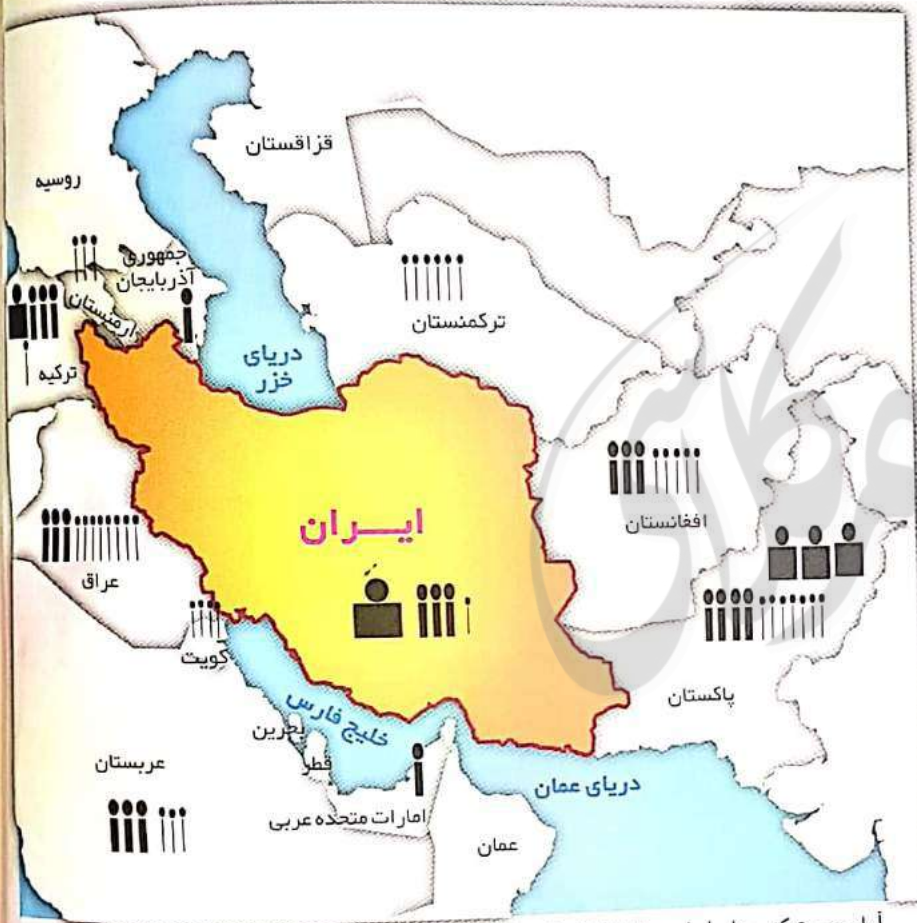 قزاقستان
روسیه
جمهوری
آذربایجان
ارمنستان
ترکمنستان
ترکیه
دریای
خزر
ایـــران
افغانستان
عراق
کویت
پاکستان
خلیج فارس
بحرین
قطر
عربستان
دریای عمان
امارات متحده عربی
عمان